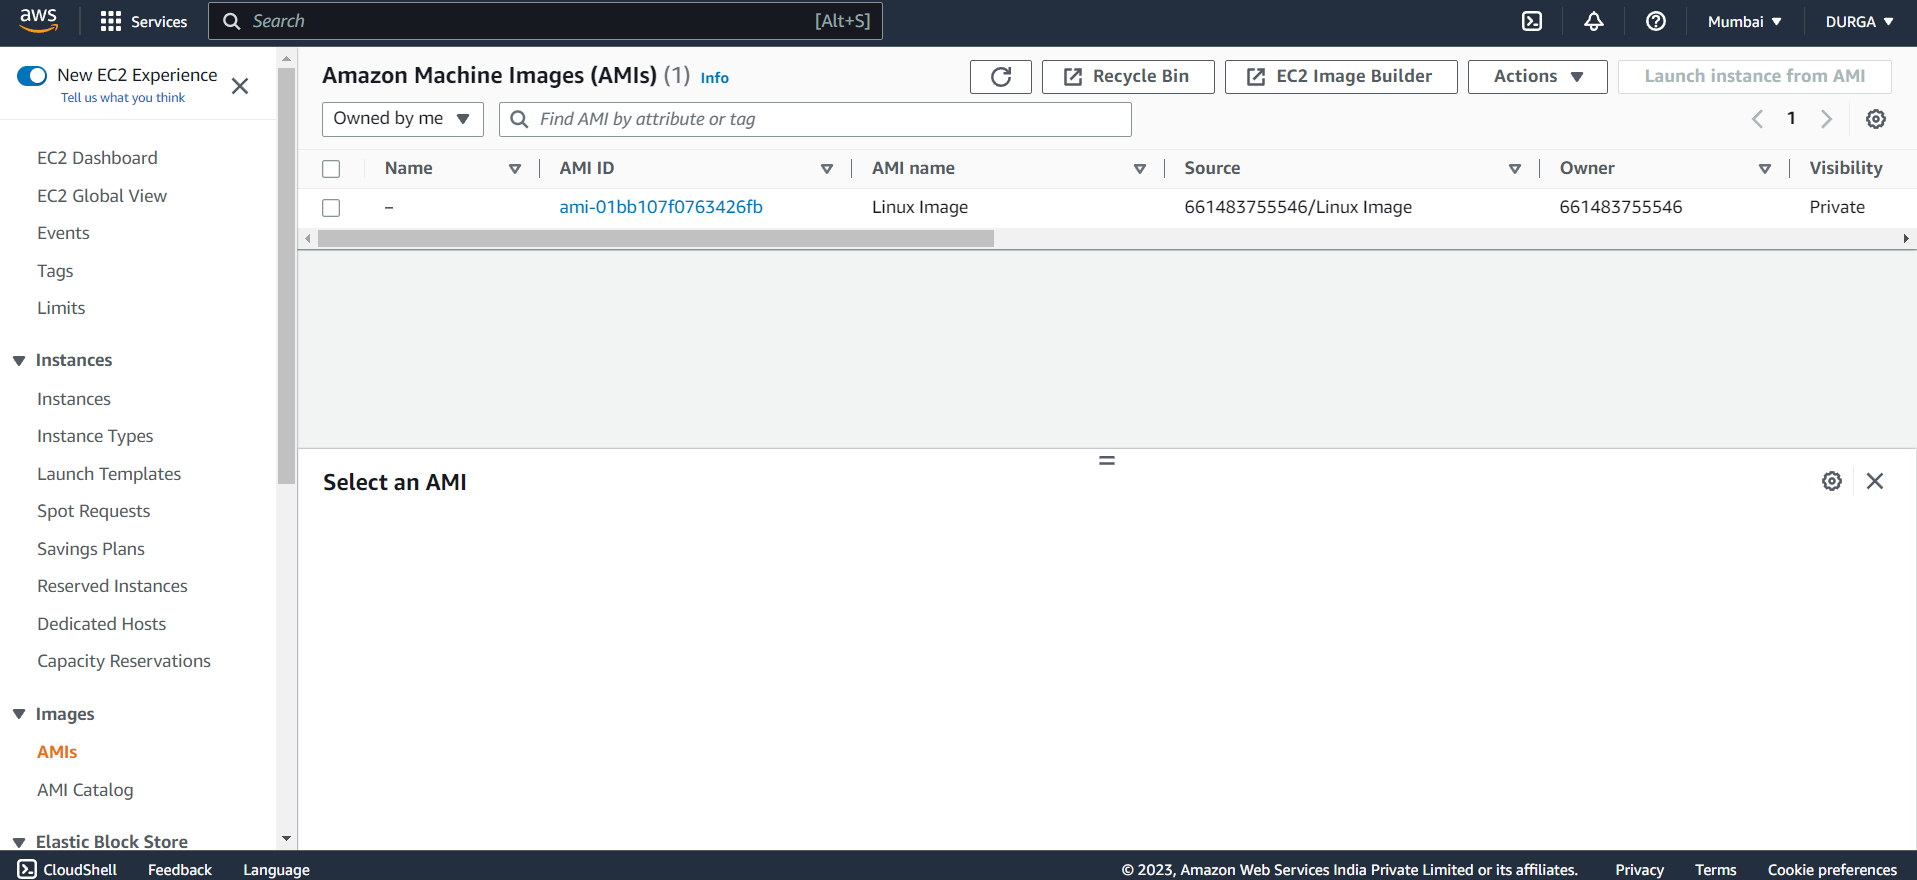 aws Services Search [Alt+S] Mumbai DURGA
New EC2 Experience
Tell us what you think
EC2 Dashboard
EC2 Global View
Events
Tags
Limits
Instances
Instances
Instance Types
Launch Templates
Spot Requests
Savings Plans
Reserved Instances
Dedicated Hosts
Capacity Reservations
Images
AMIs
AMI Catalog
Elastic Block Store
Amazon Machine Images (AMIs) (1) Info Recycle Bin EC2 Image Builder Actions Launch instance from AMI
Owned by me Find AMI by attribute or tag 1
Name AMI ID AMI name Source Owner Visibility
– ami-01bb107f0763426fb Linux Image 661483755546/Linux Image 661483755546 Private
Select an AMI
CloudShell Feedback Language © 2023, Amazon Web Services India Private Limited or its affiliates. Privacy Terms Cookie preferences